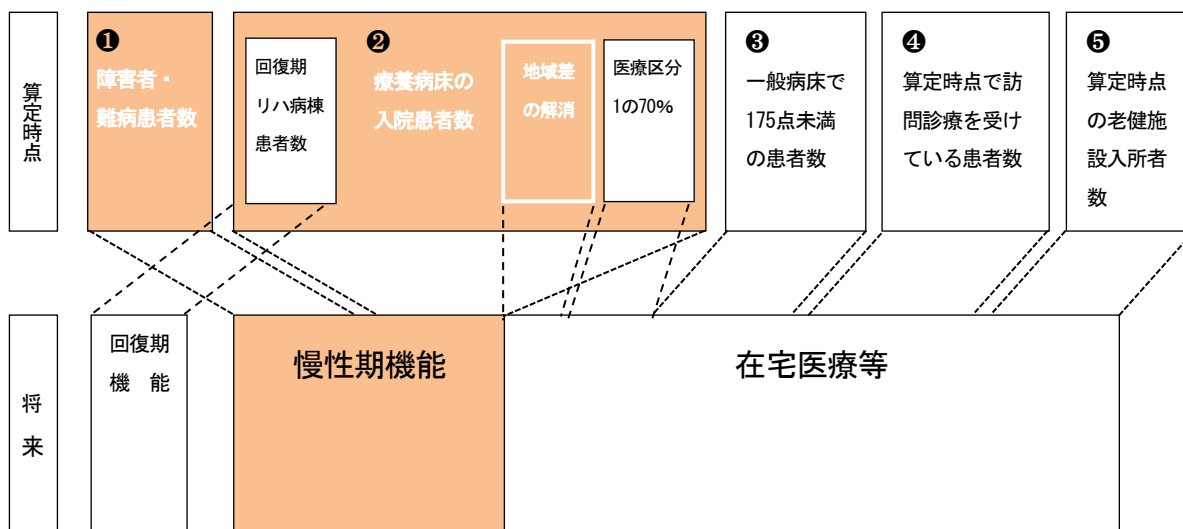 算定時点
❶
障害者・
難病患者数
回復期
リハ病棟
患者数
❷
療養病床の
入院患者数
地域差
の解消
医療区分
1の70%
❸
一般病床で
175点未満
の患者数
❹
算定時点で訪
問診療を受け
ている患者数
❺
算定時点
の老健施
設入所者
数
将来
回復期
機 能
慢性期機能
在宅医療等